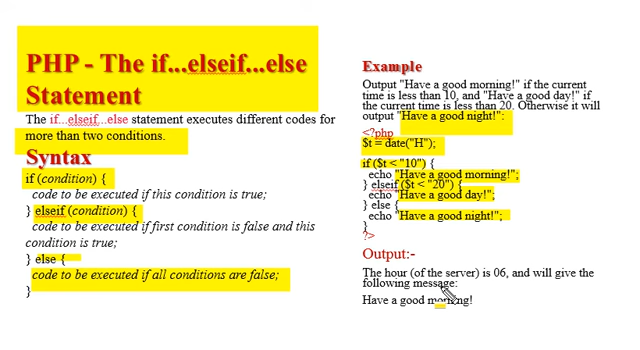 PHP - The if...elseif...else
Statement
The if...elseif...else statement executes different codes for
more than two conditions.
Syntax
if (condition) {
code to be executed if this condition is true;
} elseif (condition) {
code to be executed if first condition is false and this
condition is true;
} else {
code to be executed if all conditions are false;
}
Example
Output "Have a good morning!" if the current
time is less than 10, and "Have a good day!" if
the current time is less than 20. Otherwise it will
output "Have a good night!":
<?php
$t = date("H");
if ($t < "10") {
echo "Have a good morning!";
} elseif ($t < "20") {
echo "Have a good day!";
} else {
echo "Have a good night!";
}
?>
Output:-
The hour (of the server) is 06, and will give the
following message:
Have a good morning!